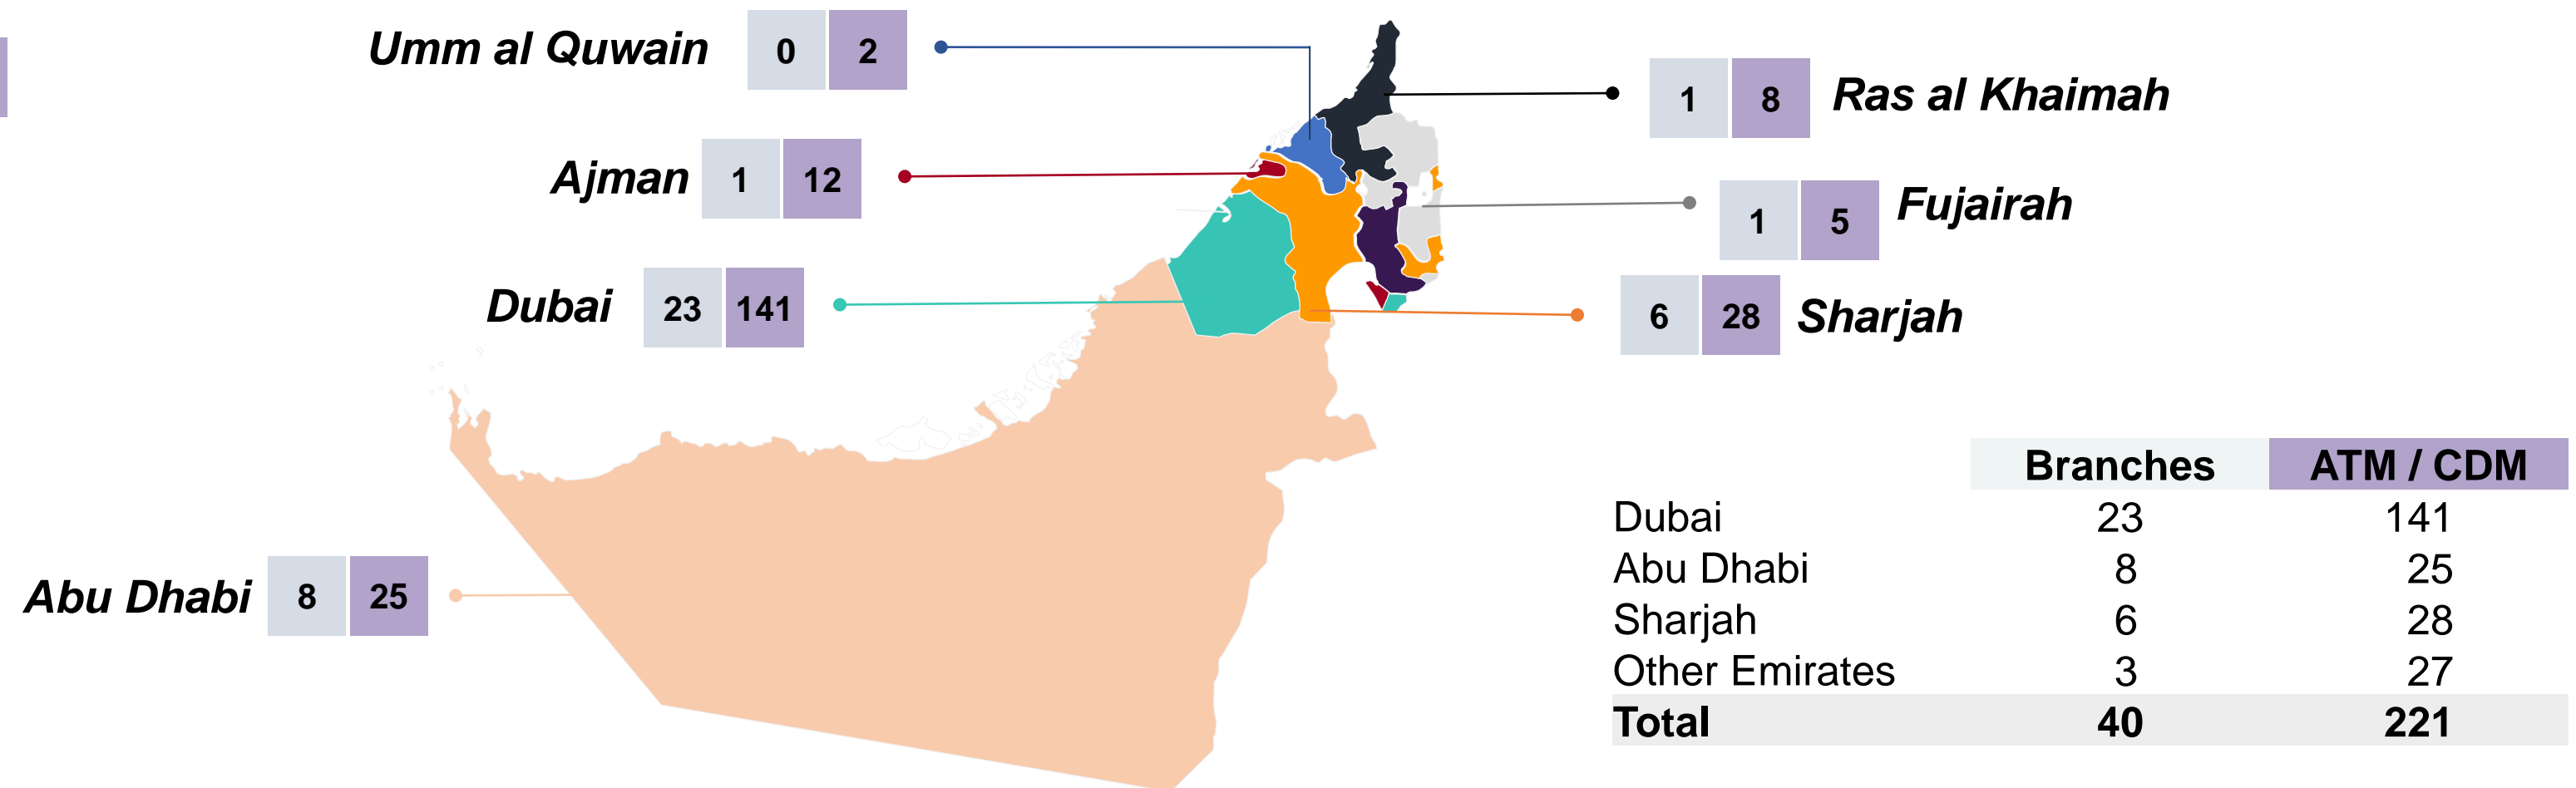 Umm al Quwain 0 2
1 8 Ras al Khaimah
Ajman 1 12
1 5 Fujairah
Dubai 23 141
6 28 Sharjah
Abu Dhabi 8 25
Branches ATM / CDM
Dubai 23 141
Abu Dhabi 8 25
Sharjah 6 28
Other Emirates 3 27
Total 40 221